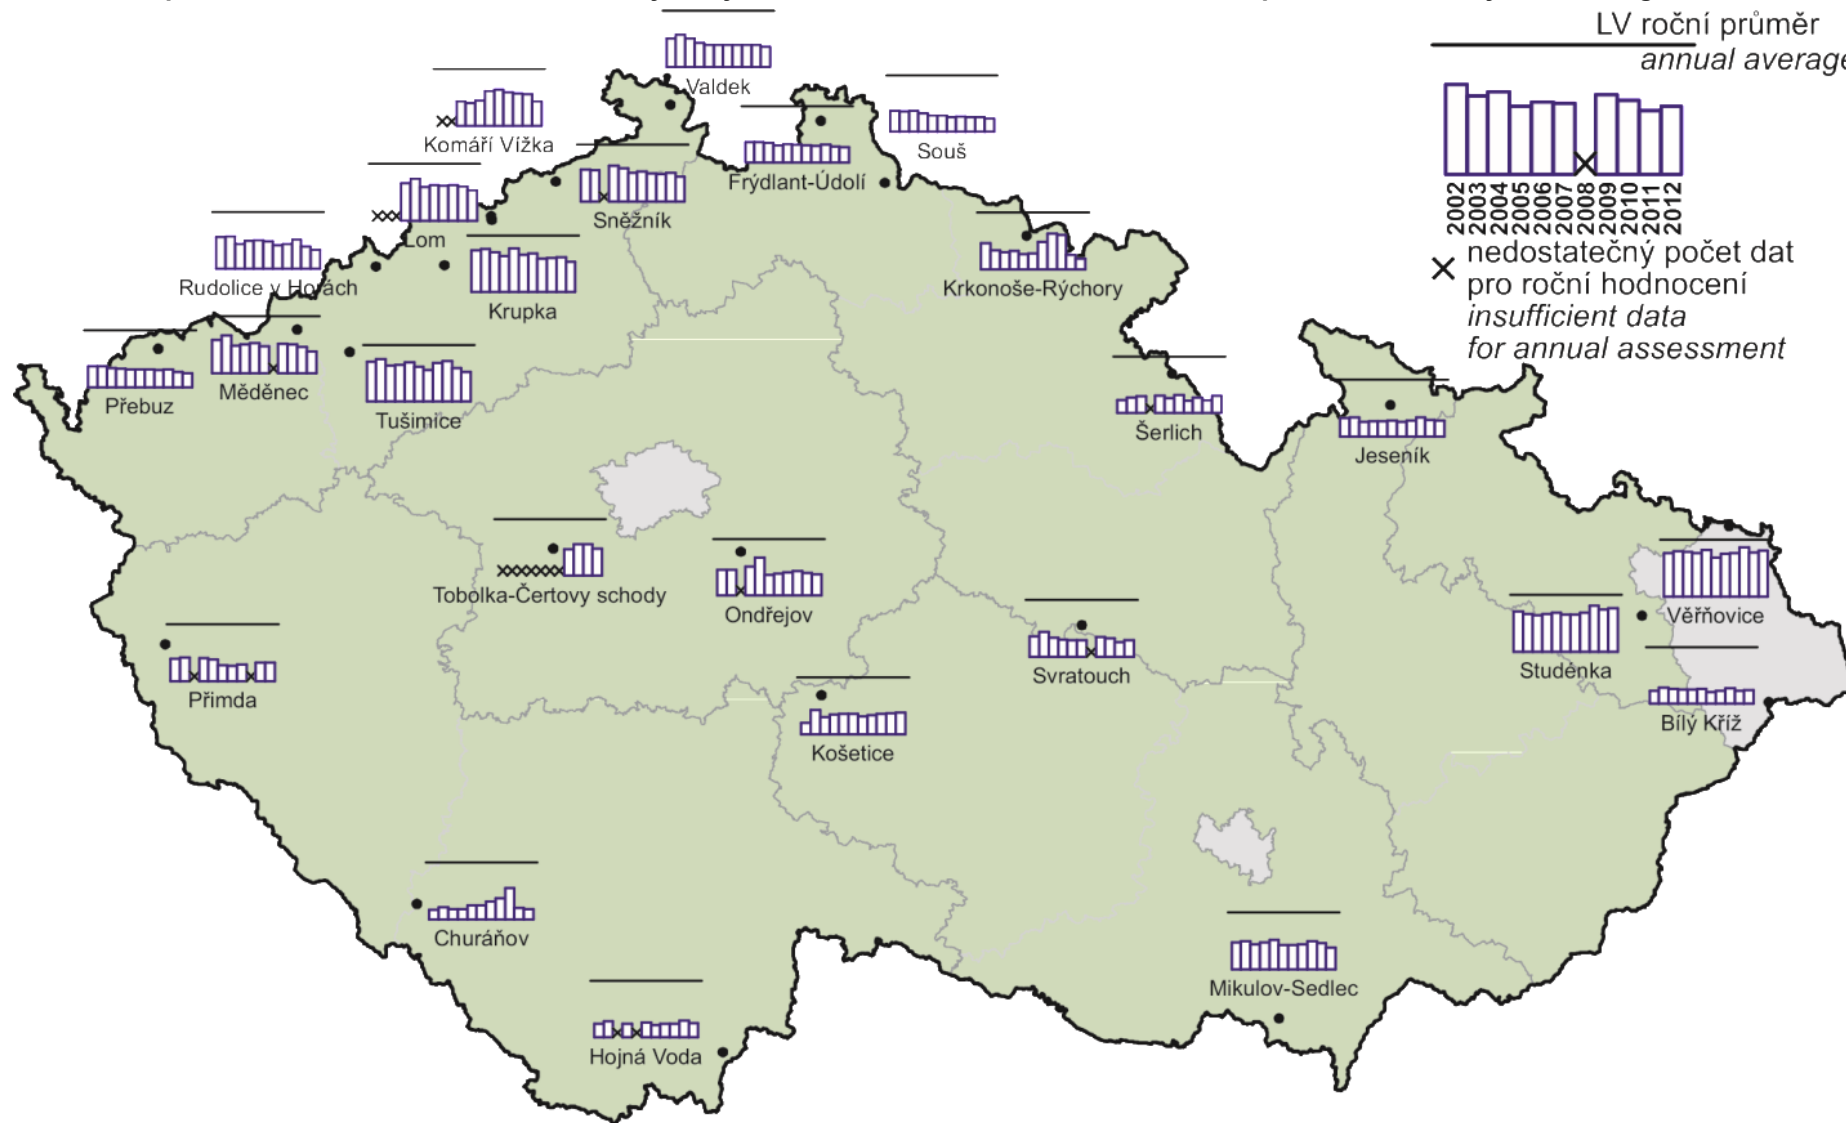 LV roční průměr
annual average
2002
2003
2004
2005
2006
2007
2008
2009
2010
2011
2012
nedostatečný počet dat
pro roční hodnocení
insufficient data
for annual assessment
Valdek
Komáří Vížka
Souš
Frýdlant-Údolí
Sněžník
Lom
Rudolice v Horách
Krupka
Krkonoše-Rýchory
Přebuz
Měděnec
Tušimice
Šerlich
Jeseník
Tobolka-Čertovy schody
Ondřejov
Věřňovice
Studénka
Svratouch
Přimda
Bílý Kříž
Košetice
Churáňov
Mikulov-Sedlec
Hojná Voda